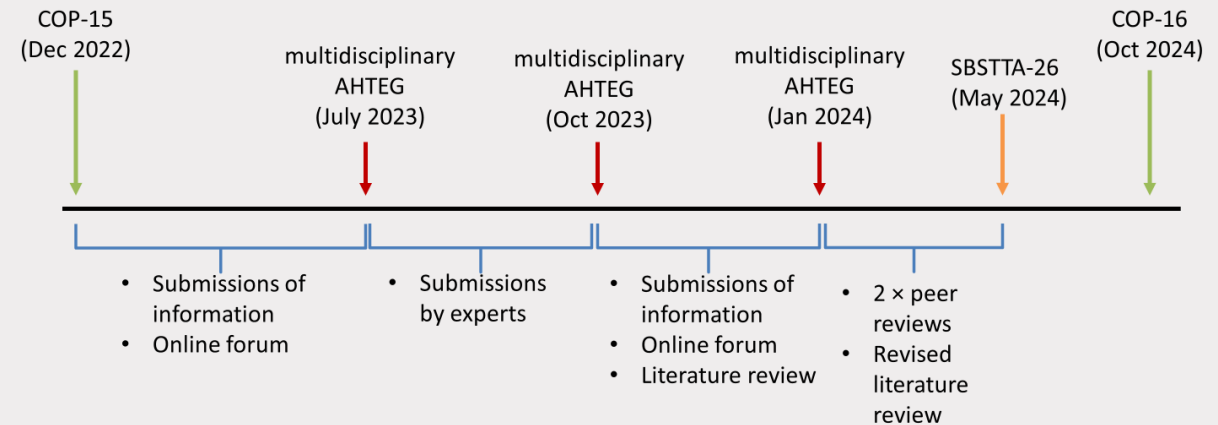 COP-15
(Dec 2022)
multidisciplinary
AHTEG
(July 2023)
multidisciplinary
AHTEG
(Oct 2023)
multidisciplinary
AHTEG
(Jan 2024)
SBSTTA-26
(May 2024)
COP-16
(Oct 2024)
• Submissions of
information
• Online forum
• Submissions
by experts
• Submissions of
information
• Online forum
• Literature review
• 2 × peer
reviews
• Revised
literature
review